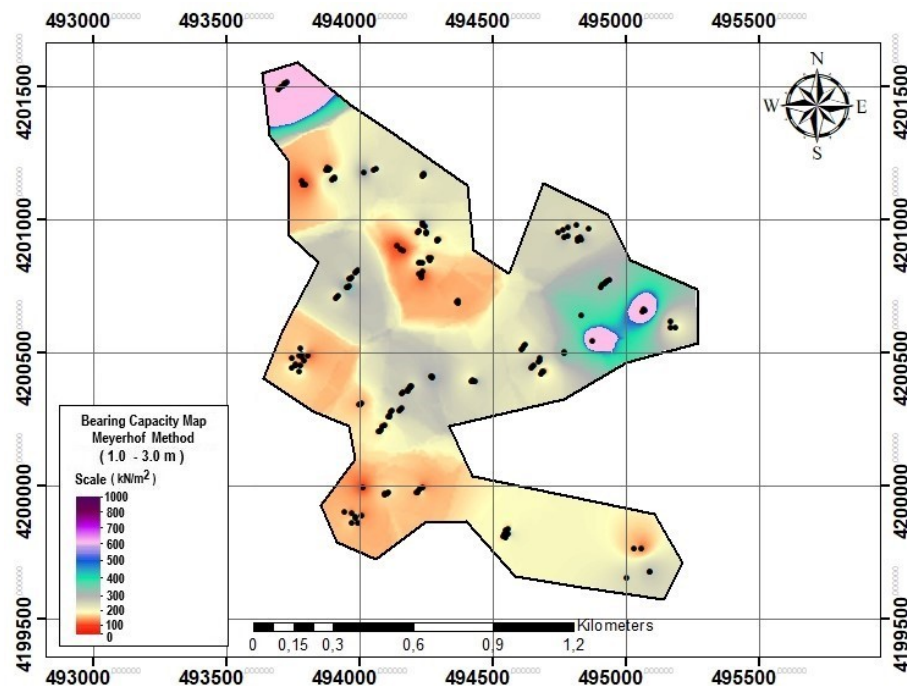 493000 493500 494000 494500 495000 495500
4201500 4201500
N
W E
S
4201000 4201000
4200500 4200500
Bearing Capacity Map
Meyerhof Method
( 1.0 - 3.0 m )
Scale ( kN/m2 )
1000
900
800
700
600
500
400
300
200
100
0
4200000 4200000
4199500 4199500
Kilometers
0 0,15 0,3 0,6 0,9 1,2
493000 493500 494000 494500 495000 495500